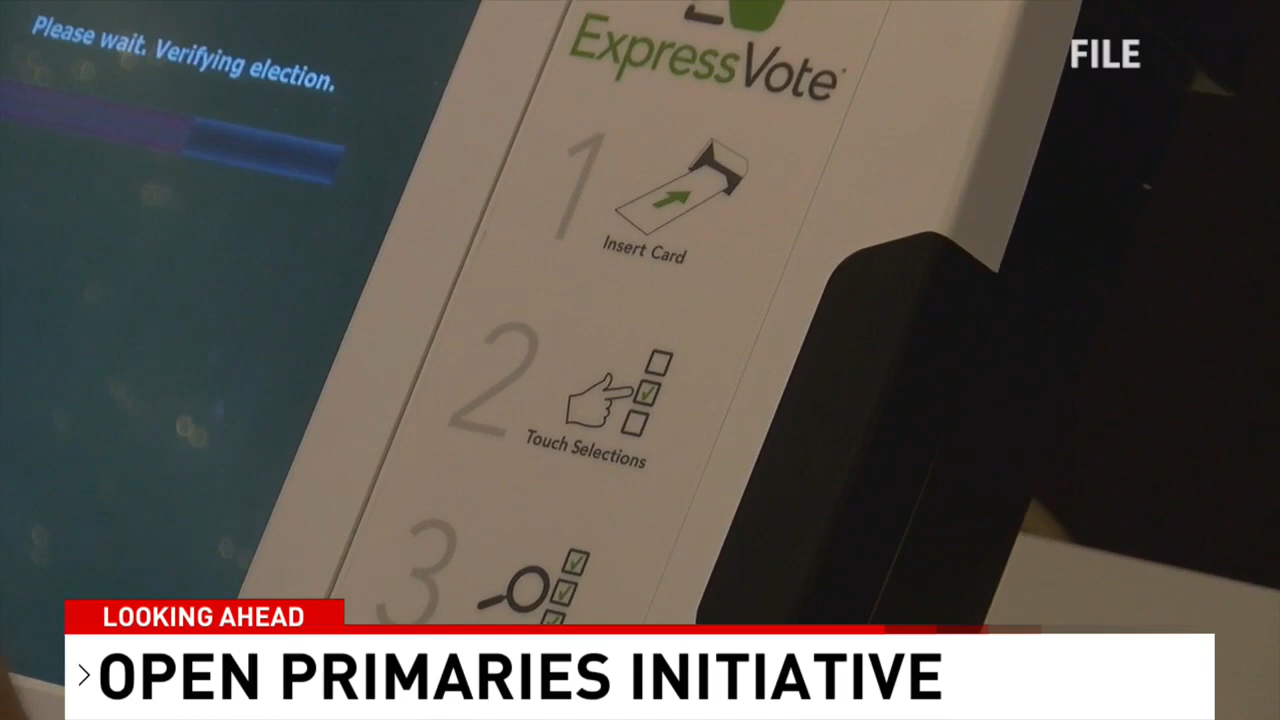 Please wait. Verifying election.
ExpressVote
FILE
1
Insert Card
2
Touch Selections
3
LOOKING AHEAD
>OPEN PRIMARIES INITIATIVE